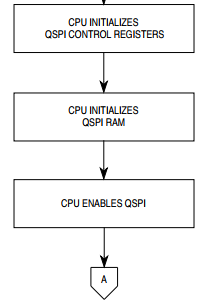 CPU INITIALIZES
QSPI CONTROL REGISTERS
CPU INITIALIZES
QSPI RAM
CPU ENABLES QSPI
A